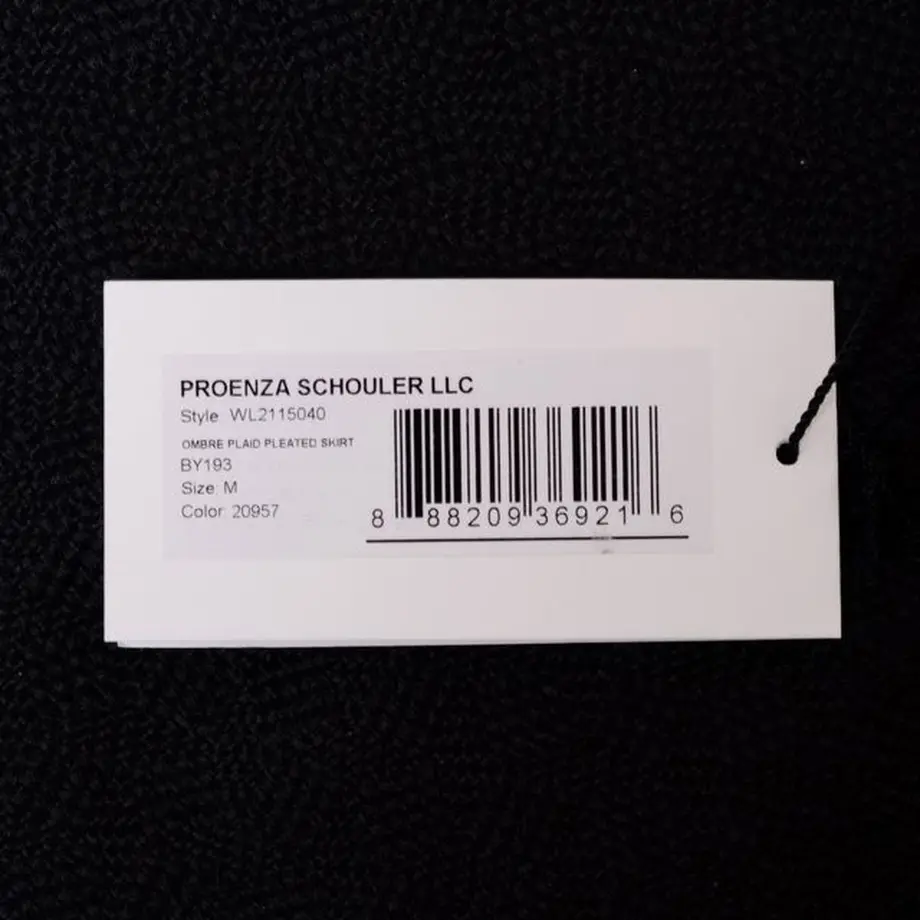 PROENZA SCHOULER LLC
Style WL2115040
OMBRE PLAID PLEATED SKIRT
BY193
Size: M
Color: 20957
8 88209 36921 6